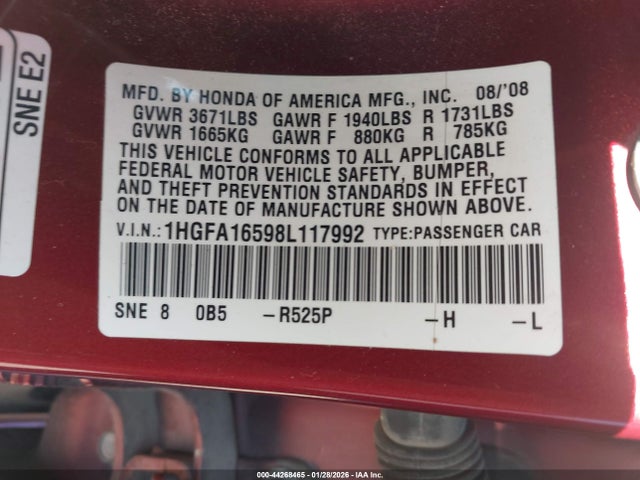 SNE E2
MFD. BY HONDA OF AMERICA MFG., INC. 08/'08
GVWR 3671LBS GAWR F 1940LBS R 1731LBS
GVWR 1665KG GAWR F 880KG R 785KG
THIS VEHICLE CONFORMS TO ALL APPLICABLE
FEDERAL MOTOR VEHICLE SAFETY, BUMPER,
AND THEFT PREVENTION STANDARDS IN EFFECT
ON THE DATE OF MANUFACTURE SHOWN ABOVE.
V.I.N.: 1HGFA16598L117992 TYPE:PASSENGER CAR
SNE 8 0B5 -R525P -H -L
000-44268465 | 01/28/2026 - IAA Inc.